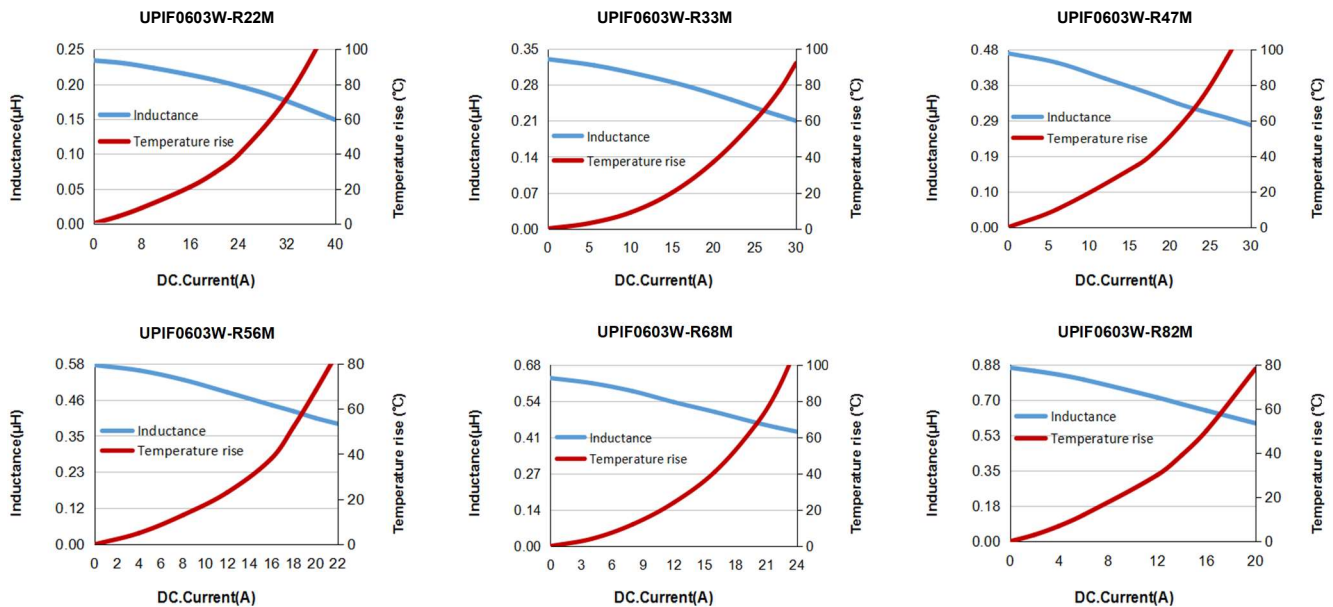 UPIF0603W-R22M
Inductance(µH)
0.25
0.20
0.15
0.10
0.05
0.00
Inductance
Temperature rise
100
80
60
40
20
0
Temperature rise (℃)
0 8 16 24 32 40
DC.Current(A)
UPIF0603W-R33M
Inductance(µH)
0.35
0.28
0.21
0.14
0.07
0.00
Inductance
Temperature rise
100
80
60
40
20
0
Temperature rise (℃)
0 5 10 15 20 25 30
DC.Current(A)
UPIF0603W-R47M
Inductance(µH)
0.48
0.38
0.29
0.19
0.10
0.00
Inductance
Temperature rise
100
80
60
40
20
0
Temperature rise (℃)
0 5 10 15 20 25 30
DC.Current(A)
UPIF0603W-R56M
Inductance(µH)
0.58
0.46
0.35
0.23
0.12
0.00
Inductance
Temperature rise
80
60
40
20
0
Temperature rise (℃)
0 2 4 6 8 10 12 14 16 18 20 22
DC.Current(A)
UPIF0603W-R68M
Inductance(µH)
0.68
0.54
0.41
0.27
0.14
0.00
Inductance
Temperature rise
100
80
60
40
20
0
Temperature rise (℃)
0 3 6 9 12 15 18 21 24
DC.Current(A)
UPIF0603W-R82M
Inductance(µH)
0.88
0.70
0.53
0.35
0.18
0.00
Inductance
Temperature rise
80
60
40
20
0
Temperature rise (℃)
0 4 8 12 16 20
DC.Current(A)